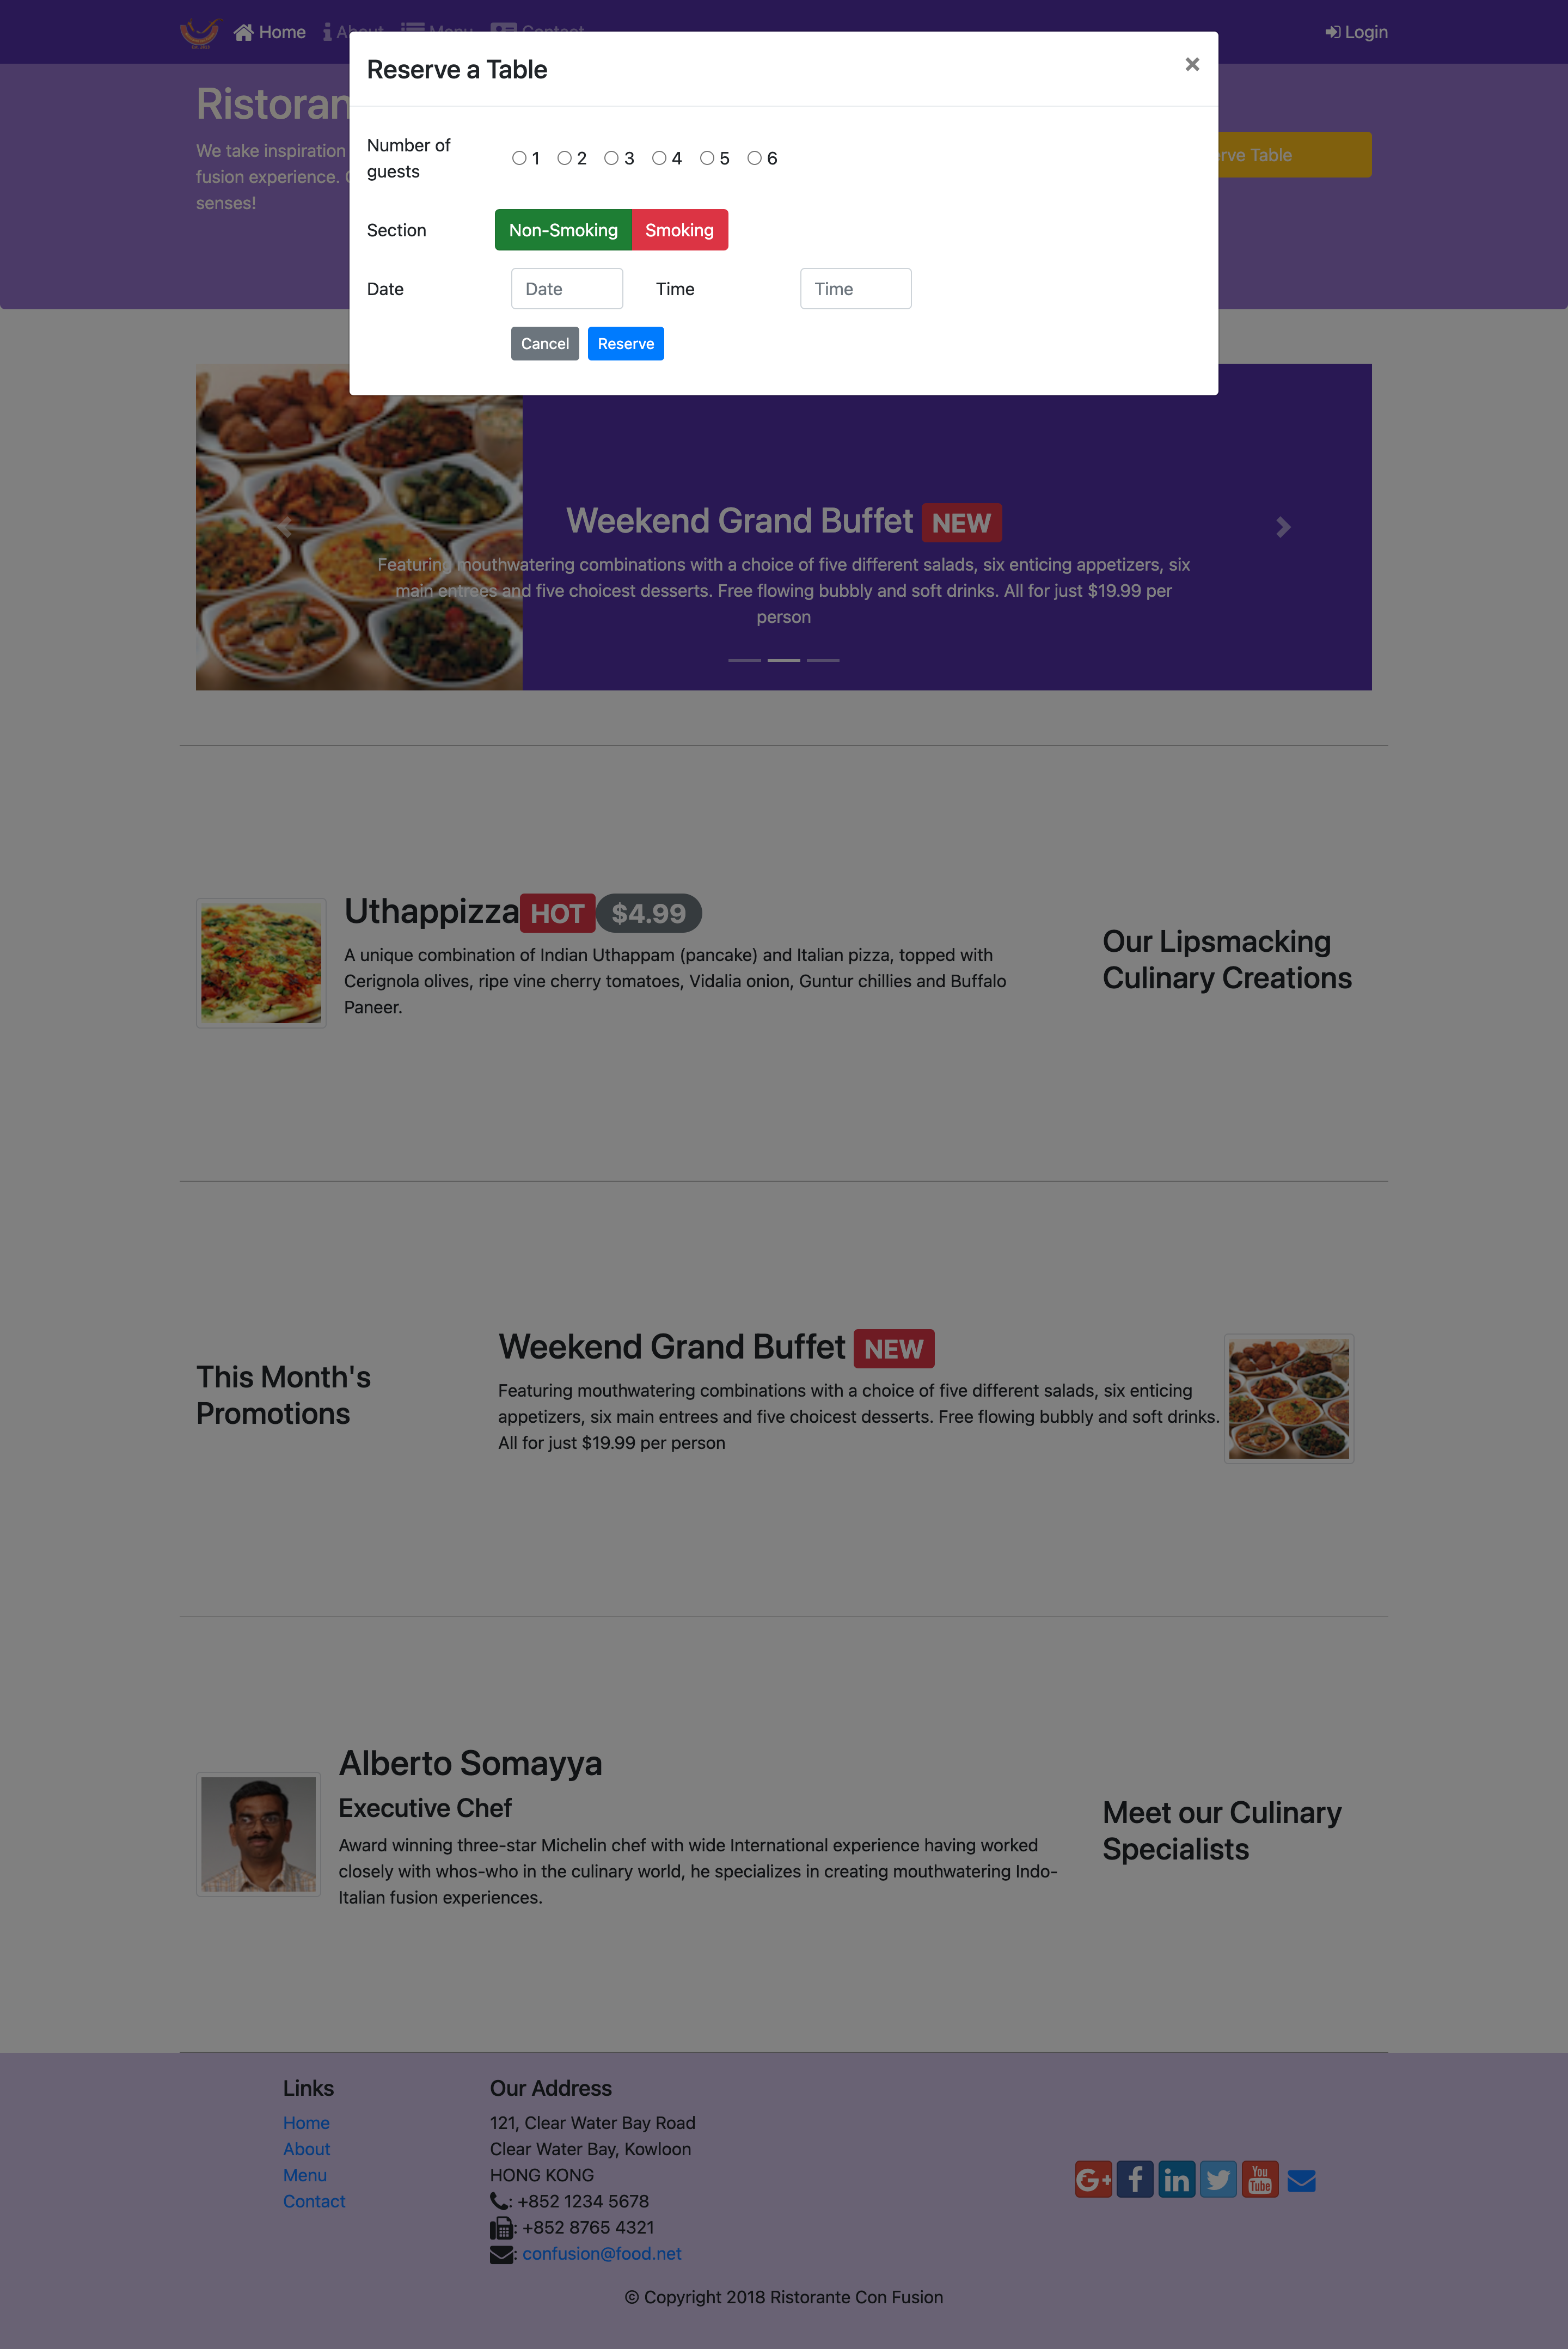 Home About Menu Contact Login
Reserve a Table ×
Number of
guests
1 2 3 4 5 6
Section Non-Smoking Smoking
Date Date Time Time
Cancel Reserve
Ristoran
We take inspiration
fusion experience.
senses!
rve Table
Weekend Grand Buffet NEW
Featuring mouthwatering combinations with a choice of five different salads, six enticing appetizers, six
main entrees and five choicest desserts. Free flowing bubbly and soft drinks. All for just $19.99 per
person
Uthappizza HOT $4.99
A unique combination of Indian Uthappam (pancake) and Italian pizza, topped with
Cerignola olives, ripe vine cherry tomatoes, Vidalia onion, Guntur chillies and Buffalo
Paneer.
Our Lipsmacking
Culinary Creations
This Month's
Promotions
Weekend Grand Buffet NEW
Featuring mouthwatering combinations with a choice of five different salads, six enticing
appetizers, six main entrees and five choicest desserts. Free flowing bubbly and soft drinks.
All for just $19.99 per person
Alberto Somayya
Executive Chef
Award winning three-star Michelin chef with wide International experience having worked
closely with whos-who in the culinary world, he specializes in creating mouthwatering Indo-
Italian fusion experiences.
Meet our Culinary
Specialists
Links
Home
About
Menu
Contact
Our Address
121, Clear Water Bay Road
Clear Water Bay, Kowloon
HONG KONG
: +852 1234 5678
: +852 8765 4321
: confusion@food.net
G+ f in You Tube
© Copyright 2018 Ristorante Con Fusion